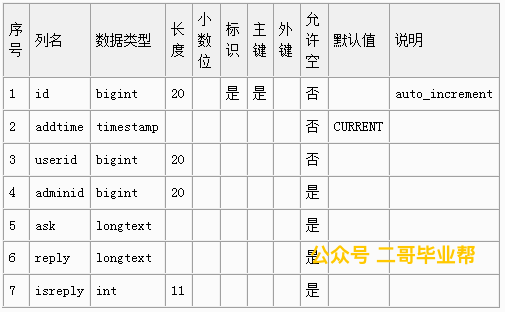 序号 列名 数据类型 长度 小数位 标识 主键 外键 允许空 默认值 说明
1 id bigint 20 是 是 否 auto_increment
2 addtime timestamp 否 CURRENT
3 userid bigint 20 否
4 adminid bigint 20 是
5 ask longtext 是
6 reply longtext 是
公众号 二哥毕业帮
7 isreply int 11 是